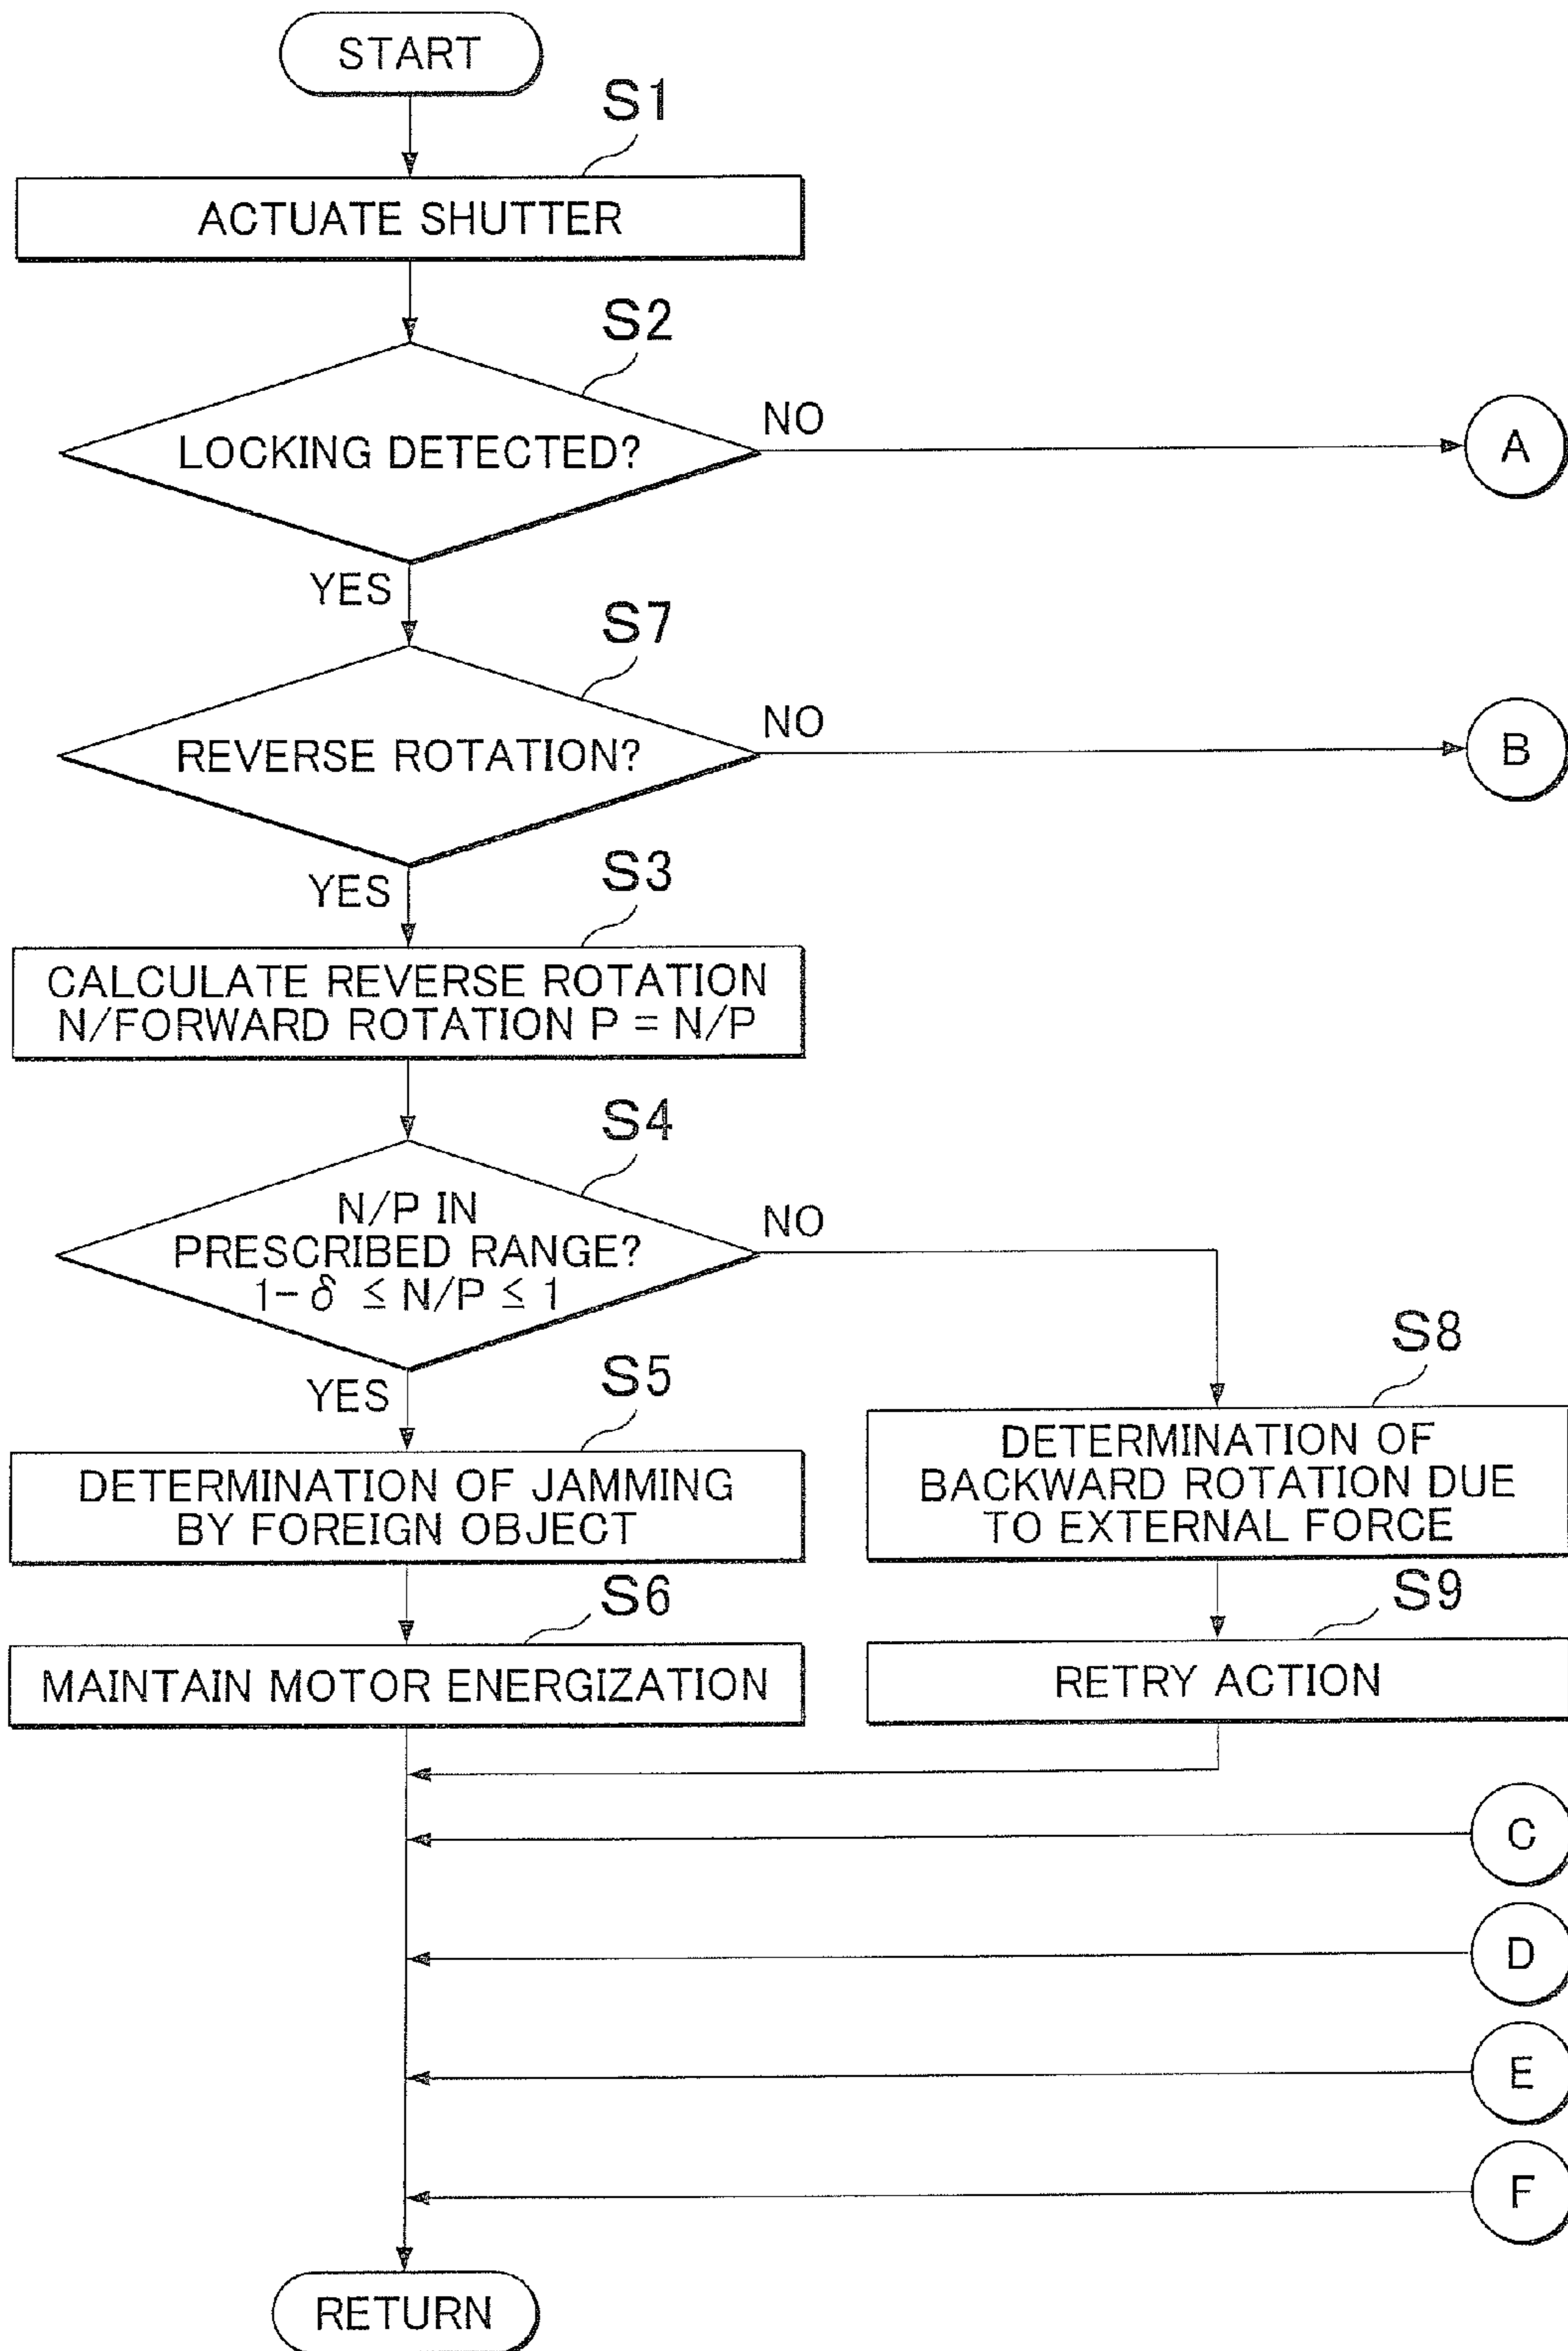 START
S1
ACTUATE SHUTTER
S2
LOCKING DETECTED?
NO
A
YES
S7
REVERSE ROTATION?
NO
B
YES
S3
CALCULATE REVERSE ROTATION
N/FORWARD ROTATION P = N/P
S4
N/P IN
PRESCRIBED RANGE?
1-δ ≤ N/P ≤ 1
NO
YES
S5
DETERMINATION OF JAMMING
BY FOREIGN OBJECT
S8
DETERMINATION OF
BACKWARD ROTATION DUE
TO EXTERNAL FORCE
S6
MAINTAIN MOTOR ENERGIZATION
S9
RETRY ACTION
C
D
E
F
RETURN